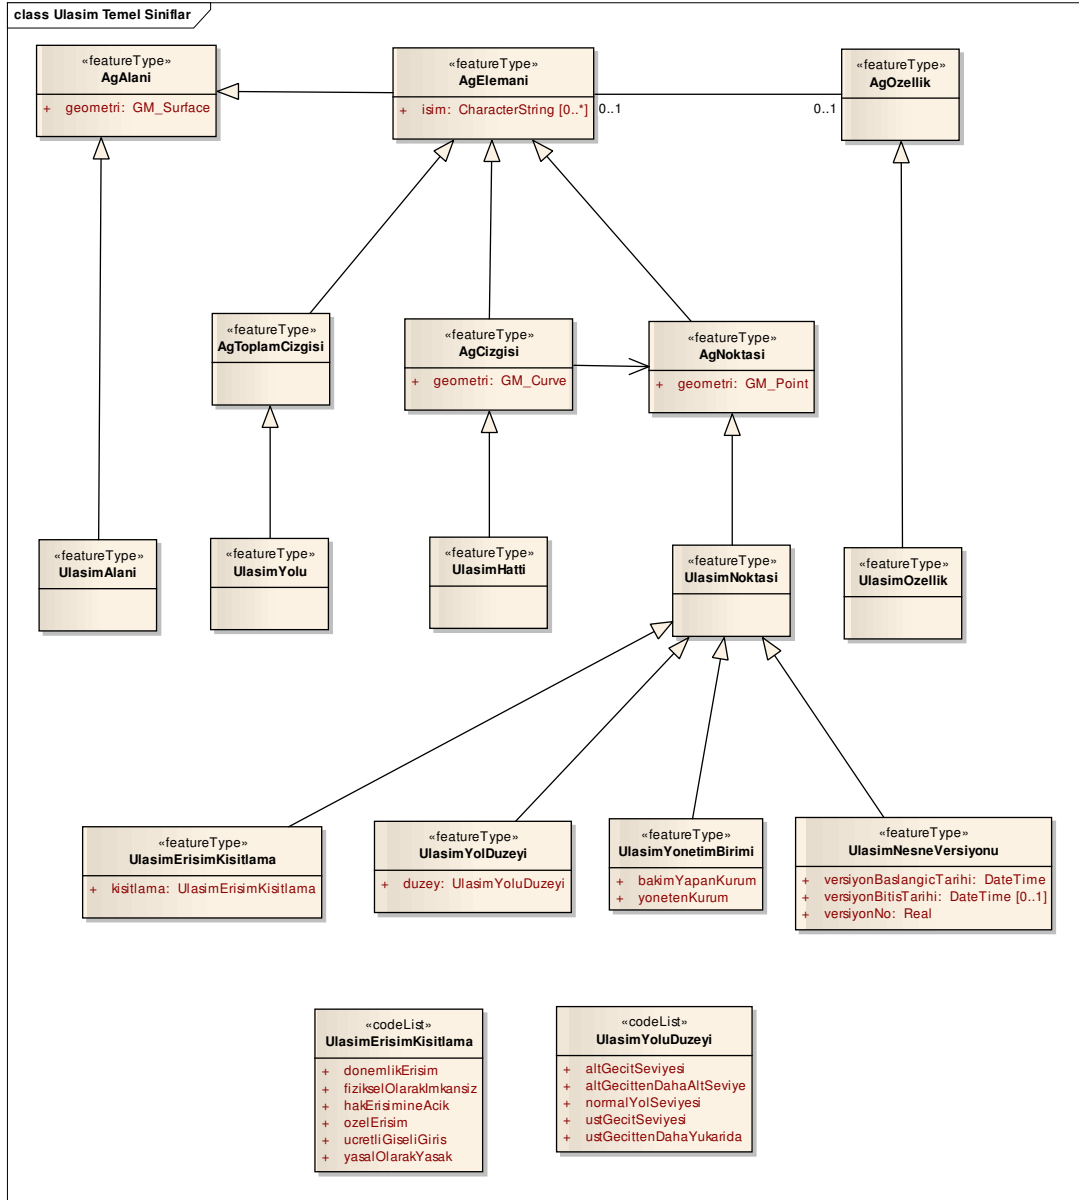 class Ulasim Temel Siniflar
«featureType»
AgAlani
+ geometri: GM_Surface
«featureType»
AgElemani
+ isim: CharacterString [0..*]
0..1
0..1
«featureType»
AgOzellik
«featureType»
AgToplamCizgisi
«featureType»
AgCizgisi
+ geometri: GM_Curve
«featureType»
AgNoktasi
+ geometri: GM_Point
«featureType»
UlasimAlani
«featureType»
UlasimYolu
«featureType»
UlasimHatti
«featureType»
UlasimNoktasi
«featureType»
UlasimOzellik
«featureType»
UlasimErisimKisitlama
+ kisitlama: UlasimErisimKisitlama
«featureType»
UlasimYolDuzeyi
+ duzey: UlasimYoluDuzeyi
«featureType»
UlasimYonetimBirimi
+ bakimYapanKurum
+ yonetenKurum
«featureType»
UlasimNesneVersiyonu
+ versiyonBaslangicTarihi: DateTime
+ versiyonBitisTarihi: DateTime [0..1]
+ versiyonNo: Real
«codeList»
UlasimErisimKisitlama
+ donemlikErisim
+ fizikselOlarakImkansiz
+ hakErisimineAcik
+ ozelErisim
+ ucretliGiseliGiris
+ yasalOlarakYasak
«codeList»
UlasimYoluDuzeyi
+ altGecitSeviyesi
+ altGecittenDahaAltSeviye
+ normalYolSeviyesi
+ ustGecitSeviyesi
+ ustGecittenDahaYukarida